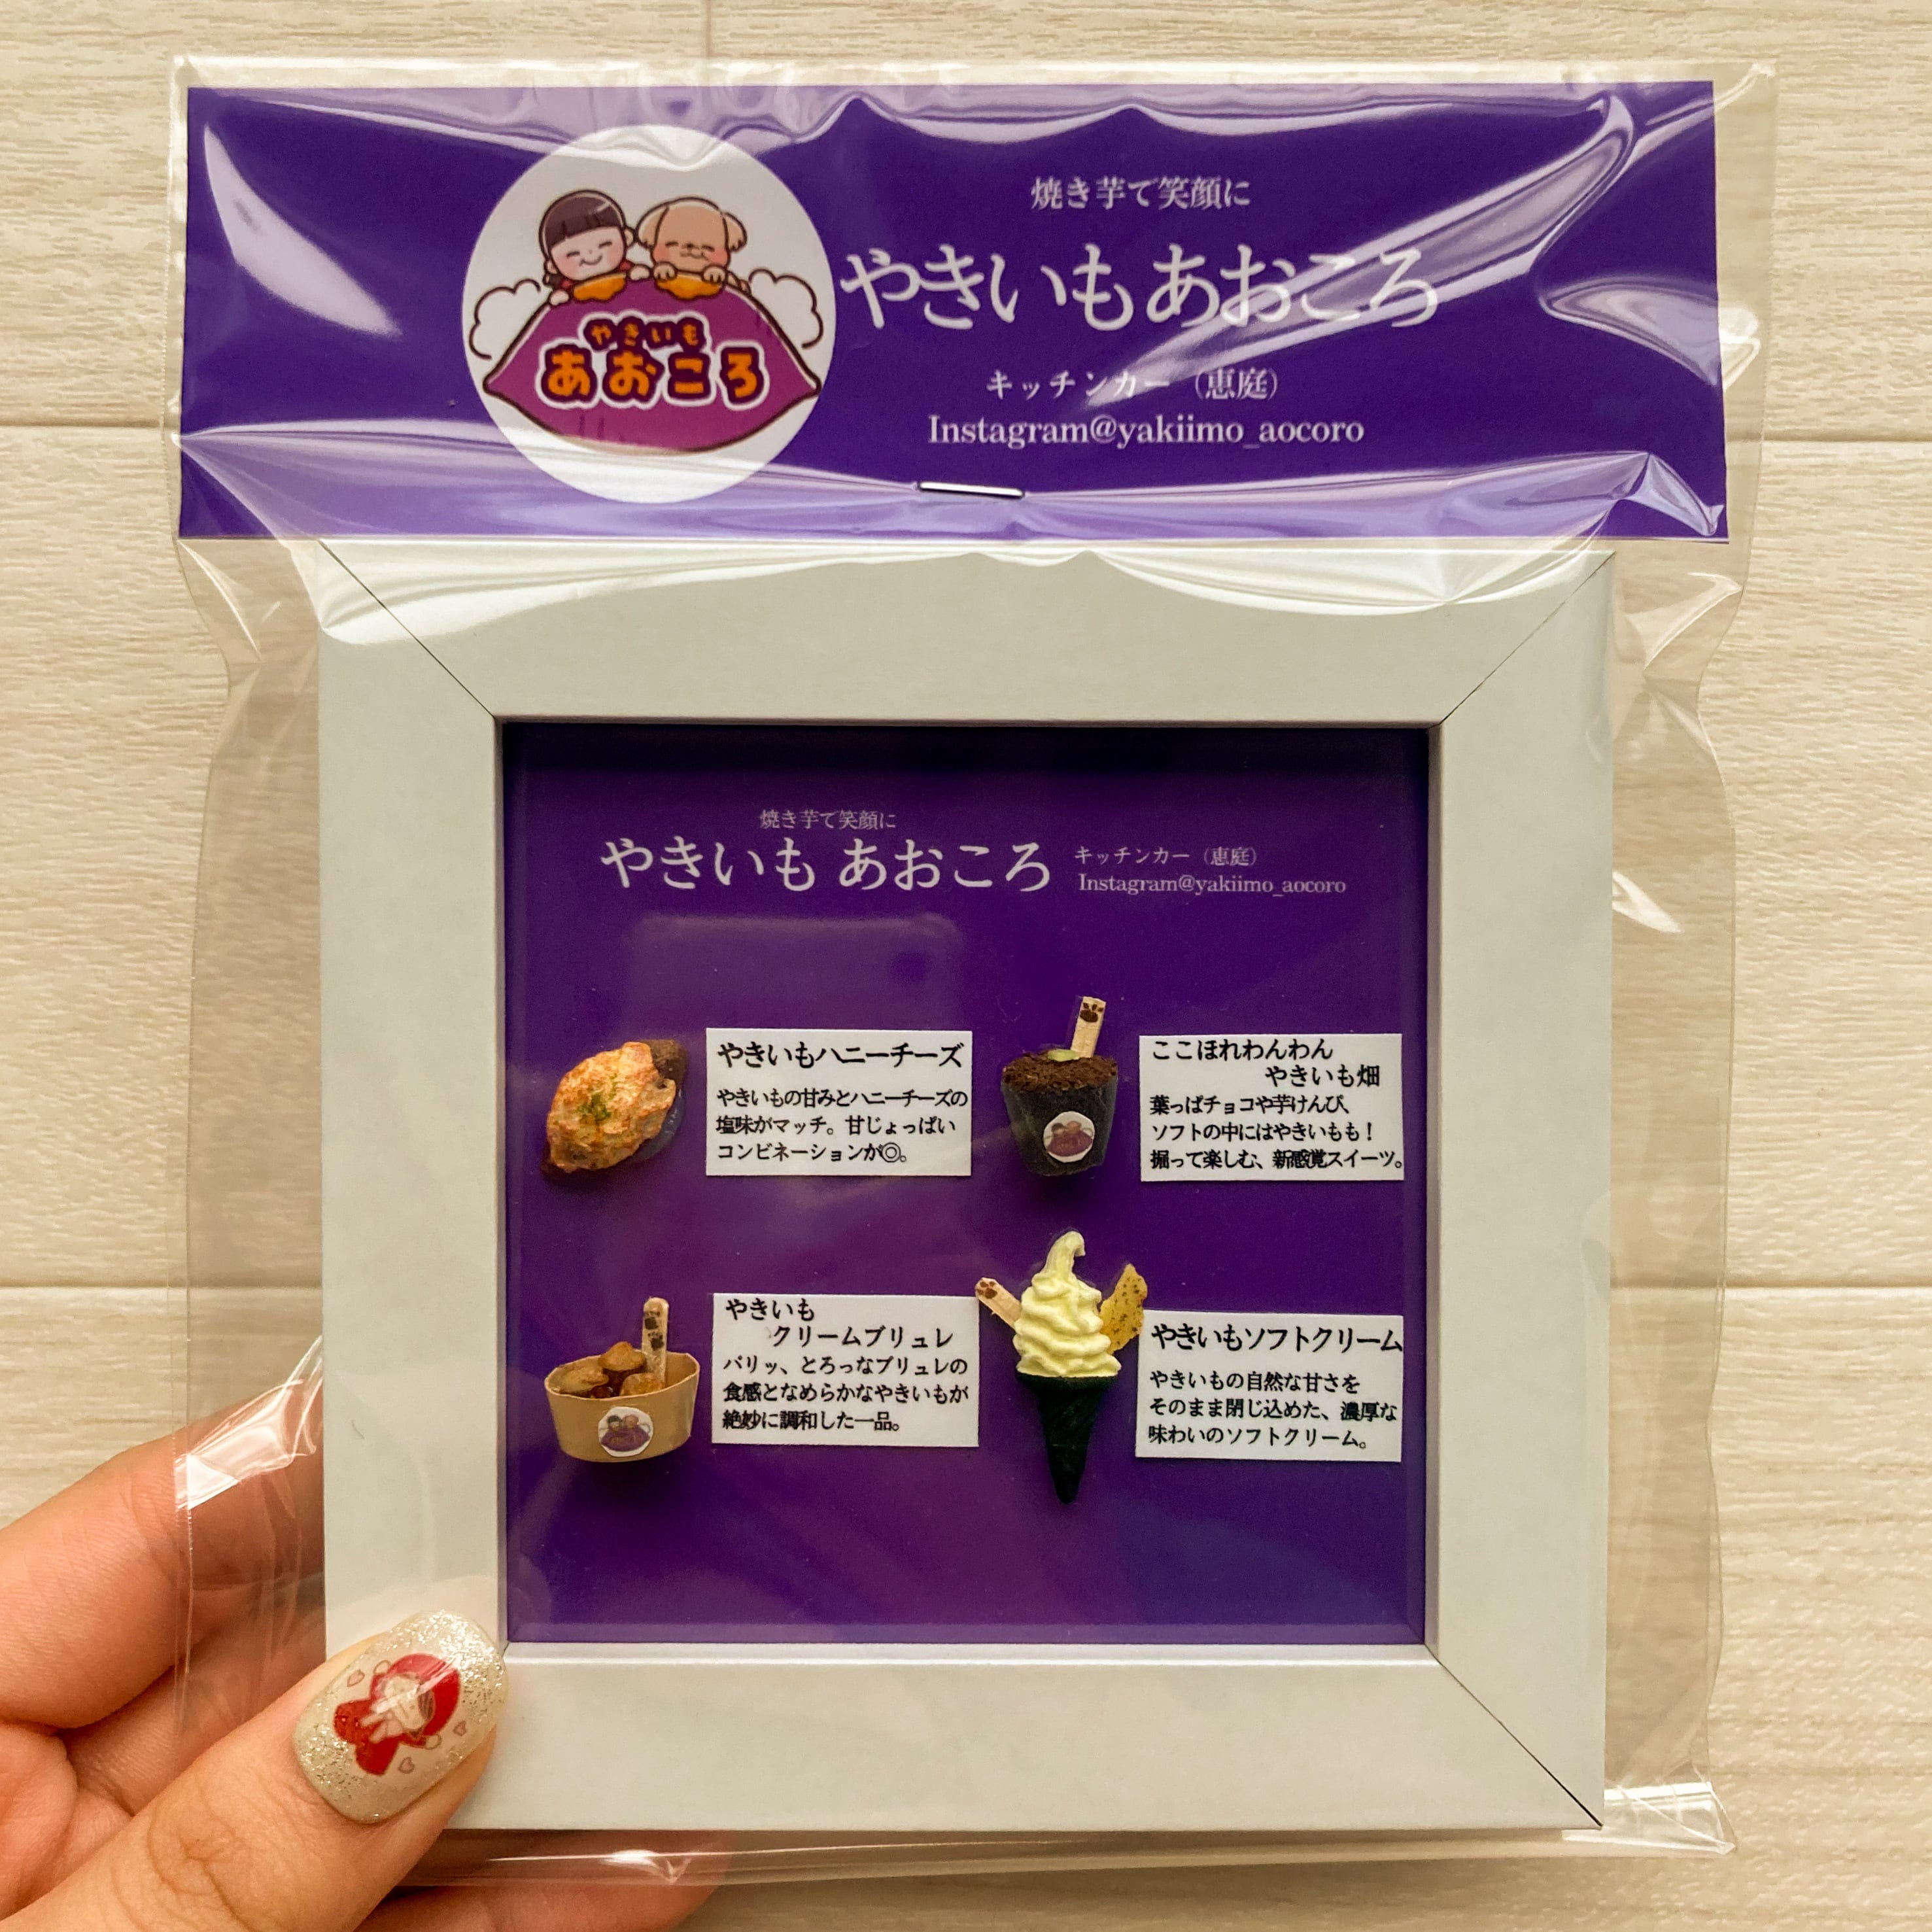 焼き芋で笑顔に
やきいもあおころ
キッチンカー（恵庭）
Instagram@yakiimo_aocoro
やきいも
あおころ
焼き芋で笑顔に
やきいも あおころ
キッチンカー（恵庭）
Instagram@yakiimo_aocoro
やきいもハニーチーズ
やきいもの甘みとハニーチーズの
塩味がマッチ。甘じょっぱい
コンビネーションが◎。
ここほれわんわん
やきいも畑
葉っぱチョコや芋けんぴ、
ソフトの中にはやきいもも！
掘って楽しむ、新感覚スイーツ。
やきいも
クリームブリュレ
パリッ、とろっなブリュレの
食感となめらかなやきいもが
絶妙に調和した一品。
やきいもソフトクリーム
やきいもの自然な甘さを
そのまま閉じ込めた、濃厚な
味わいのソフトクリーム。